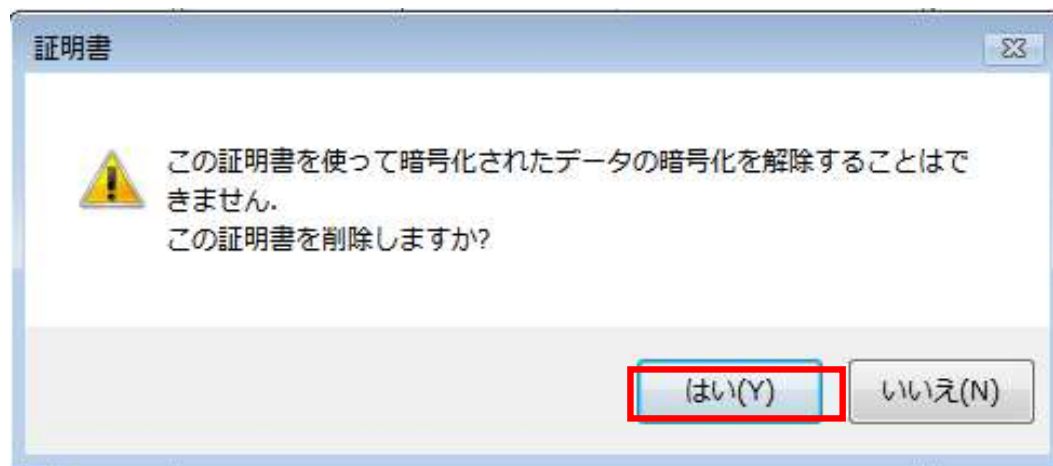 証明書
この証明書を使って暗号化されたデータの暗号化を解除することはで
きません.
この証明書を削除しますか?
はい(Y)
いいえ(N)